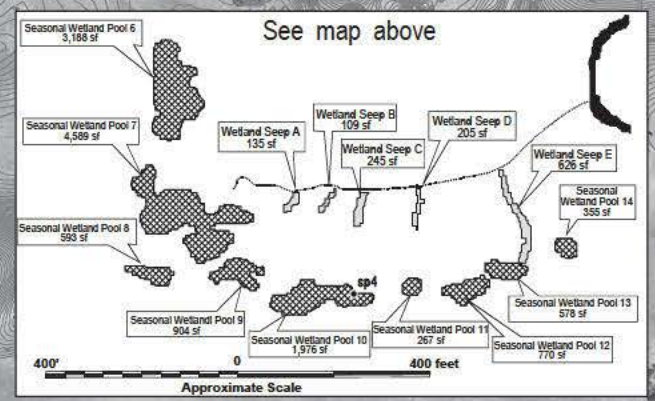 See map above
Seasonal Wetland Pool 6
3,188 sf
Seasonal Wetland Pool 7
4,589 sf
Wetland Seep A
135 sf
Wetland Seep B
109 sf
Wetland Seep C
245 sf
Wetland Seep D
205 sf
Wetland Seep E
626 sf
Seasonal
Wetland Pool 14
355 sf
Seasonal Wetland Pool 8
593 sf
sp4
Seasonal Wetland Pool 9
904 sf
Seasonal Wetland Pool 10
1,976 sf
Seasonal Wetland Pool 11
267 sf
Seasonal Wetland Pool 12
770 sf
Seasonal Wetland Pool 13
578 sf
400' 0 400 feet
Approximate Scale